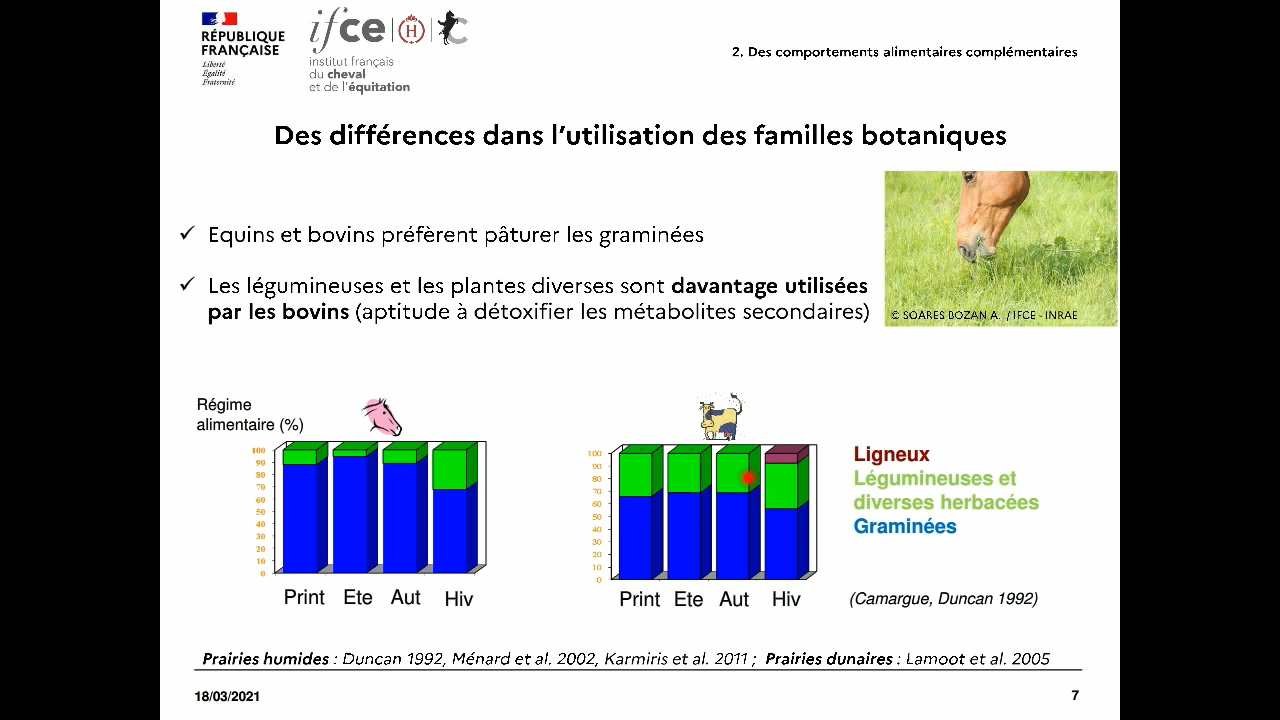 RÉPUBLIQUE
FRANÇAISE
Liberté
Égalité
Fraternité
ifce
H
institut français
du cheval
et de l'équitation
2. Des comportements alimentaires complémentaires
Des différences dans l'utilisation des familles botaniques
✓ Equins et bovins préfèrent pâturer les graminées
✓ Les légumineuses et les plantes diverses sont davantage utilisées
par les bovins (aptitude à détoxifier les métabolites secondaires)
© SOARES BOZAN A. / IFCE - INRAE
Régime
alimentaire (%)
100
90
80
70
60
50
40
30
20
10
0
Print Ete Aut Hiv
100
90
80
70
60
50
40
30
20
10
0
Print Ete Aut Hiv
Ligneux
Légumineuses et
diverses herbacées
Graminées
(Camargue, Duncan 1992)
Prairies humides : Duncan 1992, Ménard et al. 2002, Karmiris et al. 2011 ; Prairies dunaires : Lamoot et al. 2005
18/03/2021
7